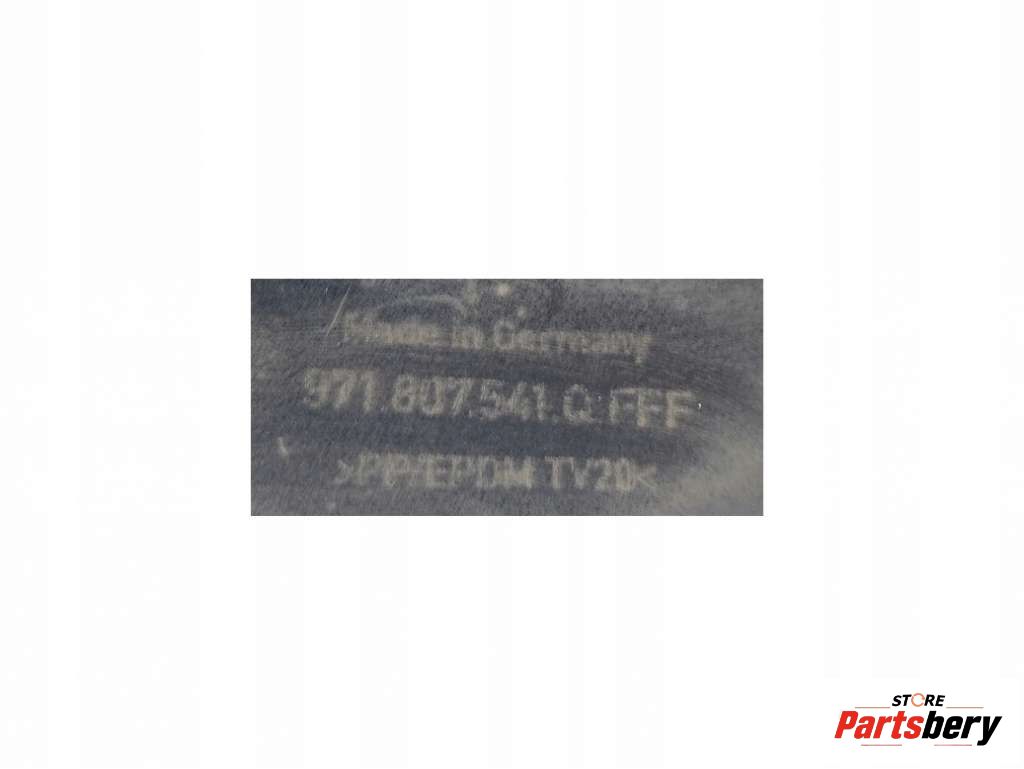 Made in Germany
971.807.541.Q FFF
>PP/EPDM TV20<
STORE
Partsbery